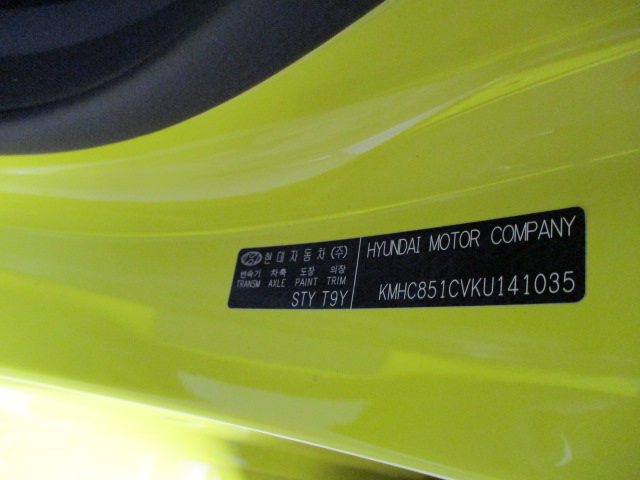 현대자동차(주)
변속기 차축 도장 의장
TRANSM AXLE PAINT TRIM
STY T9Y
HYUNDAI MOTOR COMPANY
KMHC851CVKU141035